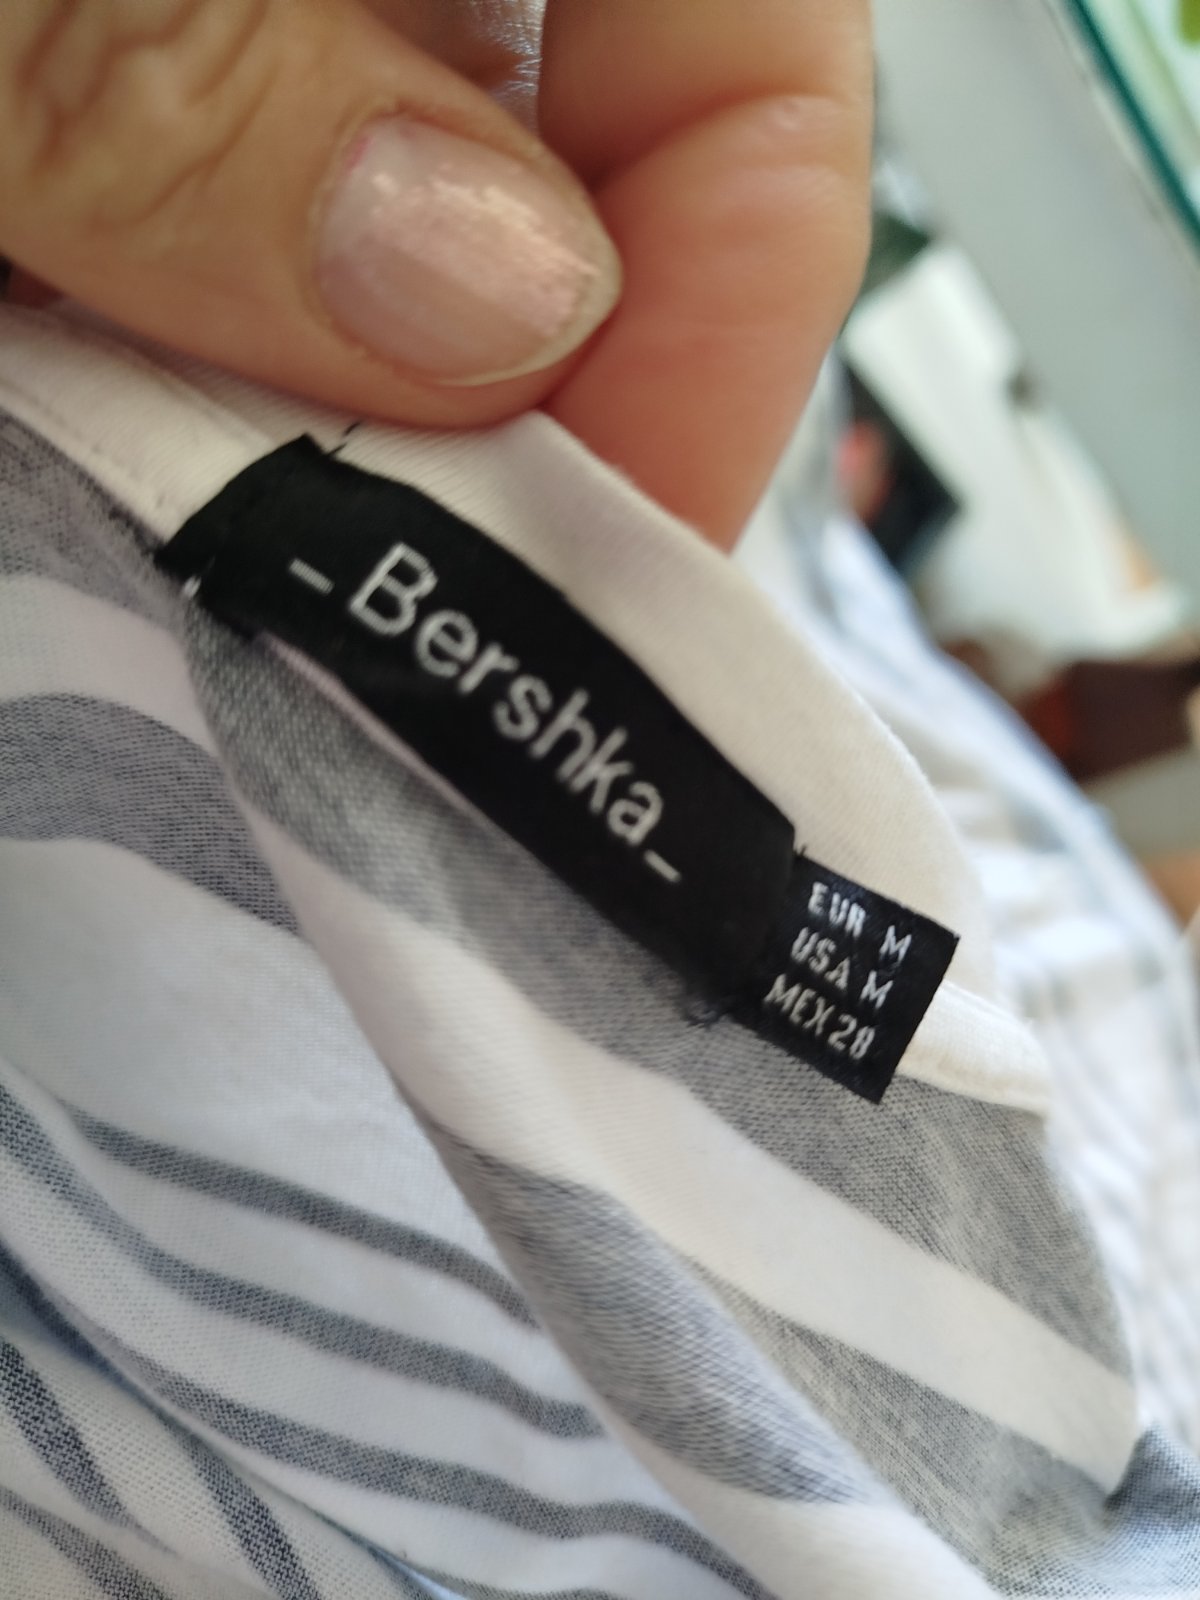 _Bershka_
EUR M
USA M
MEX 28